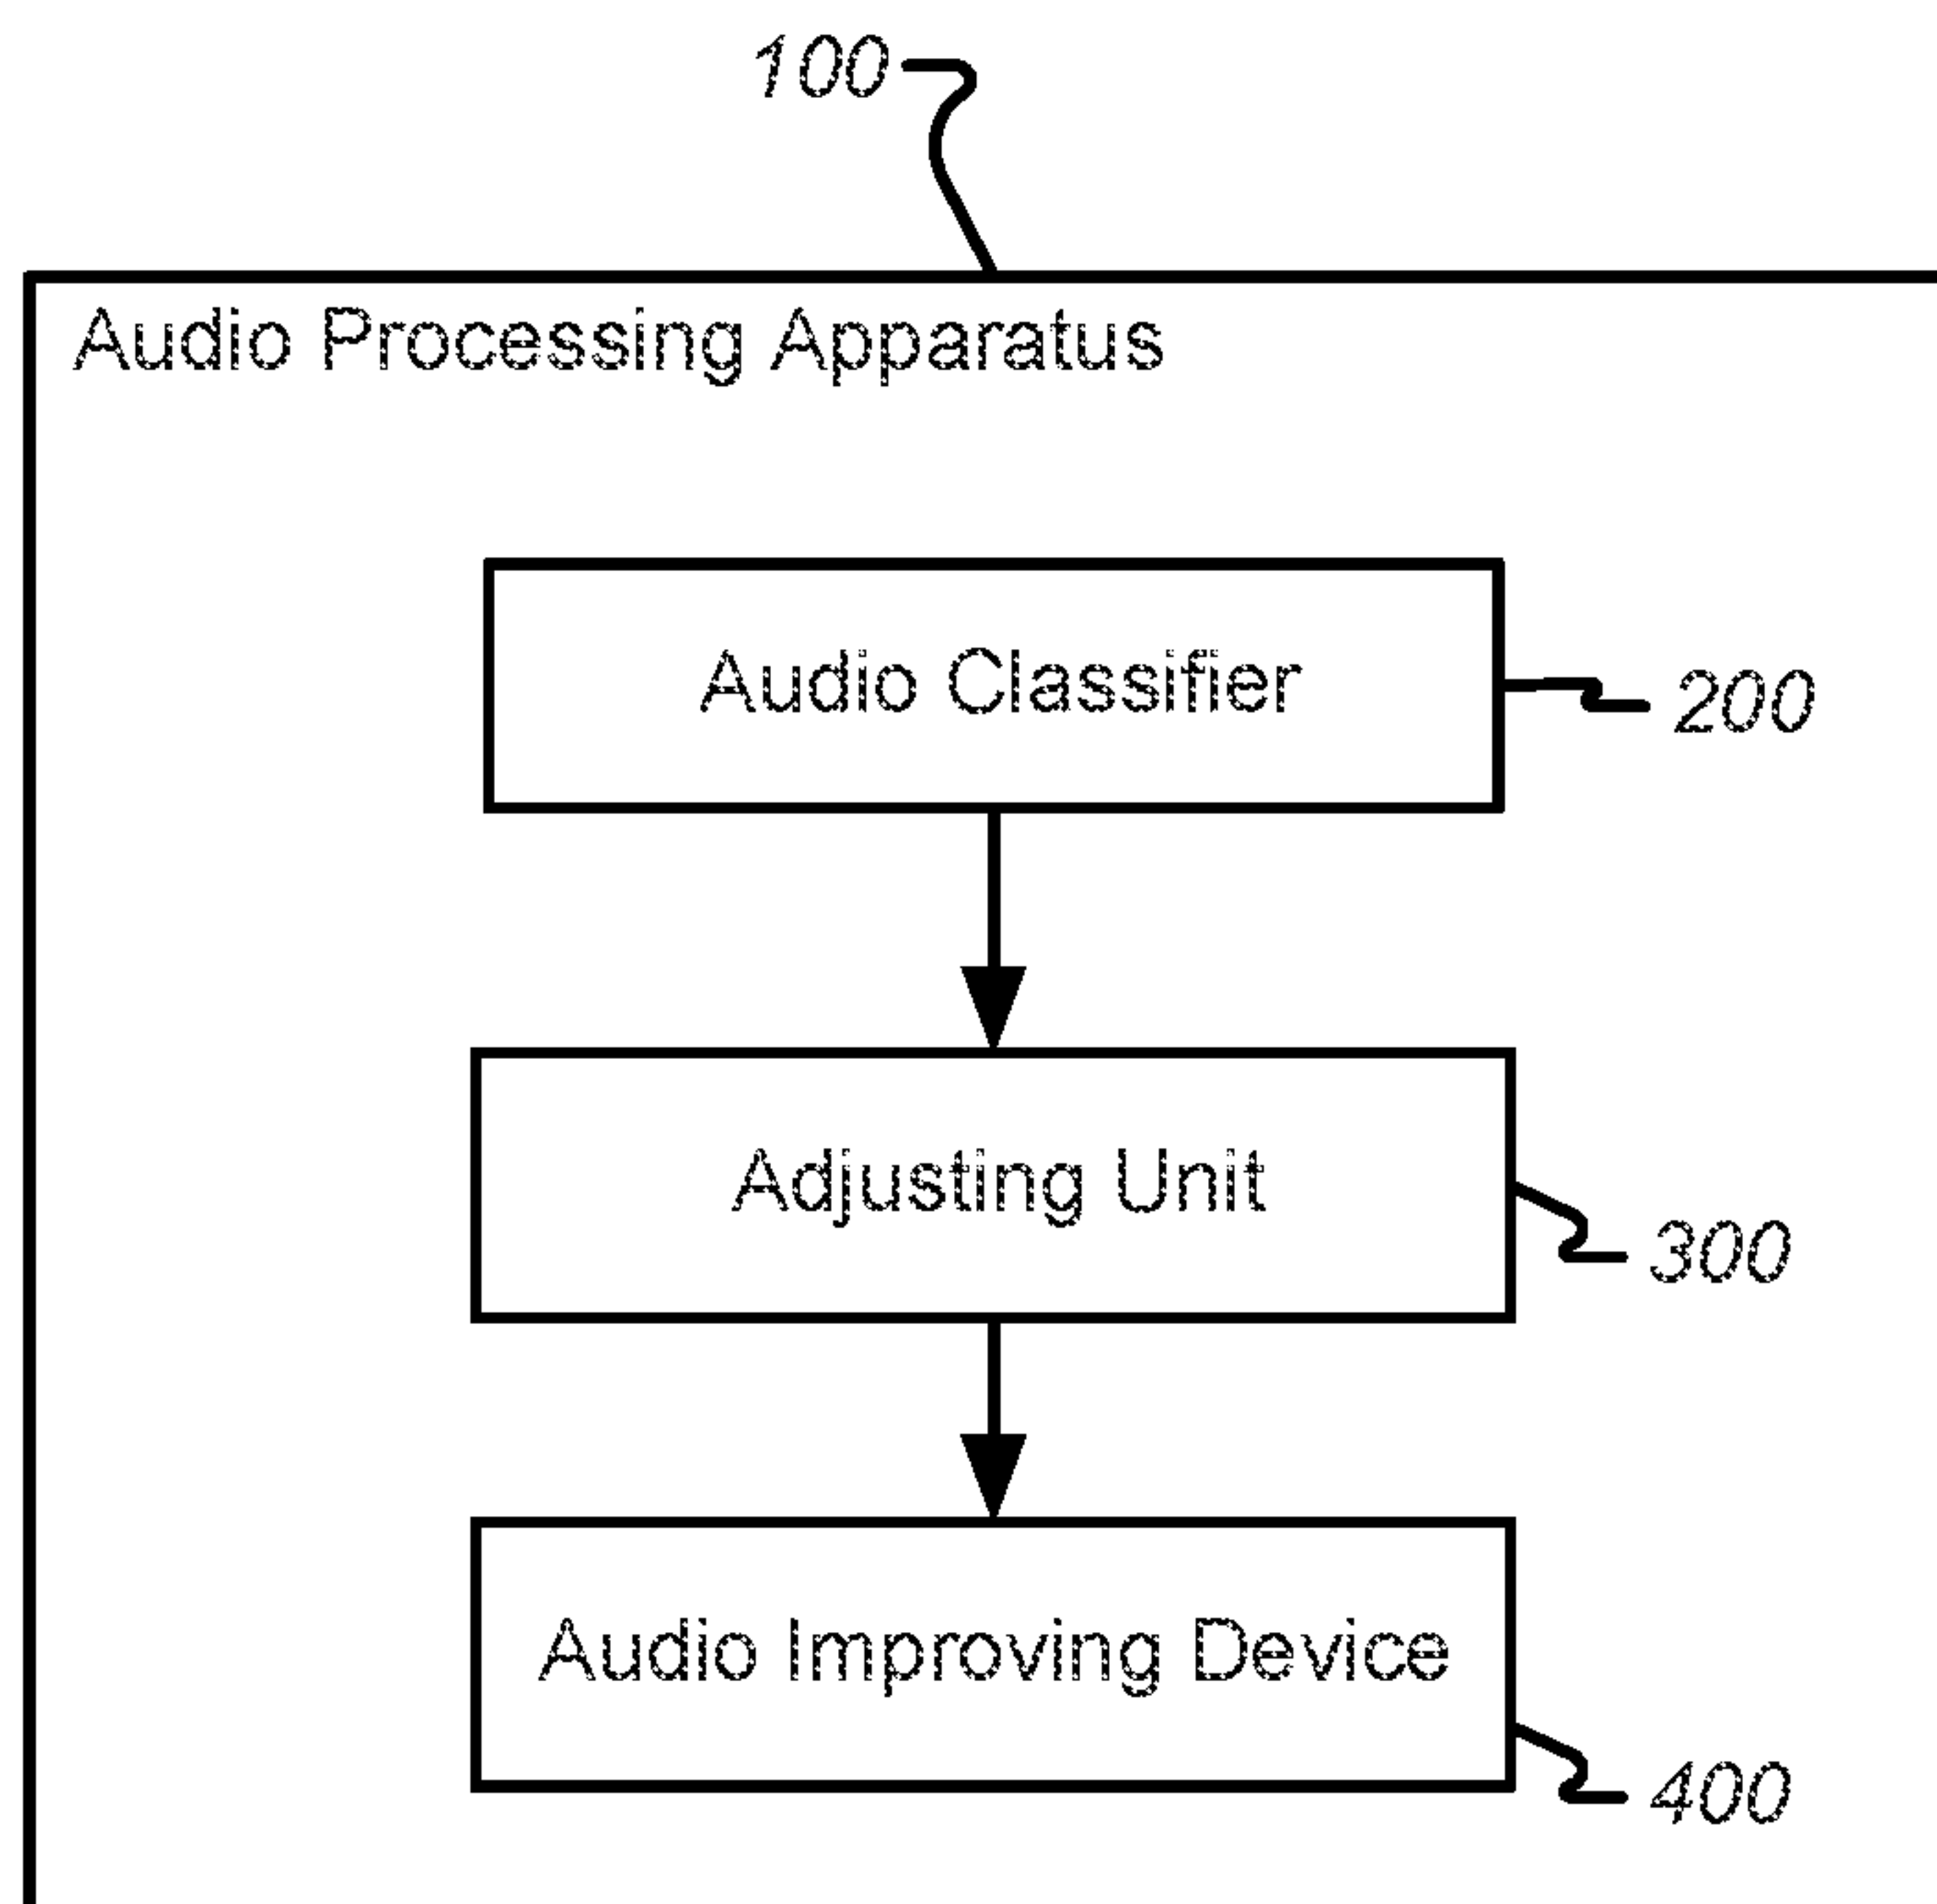 100
Audio Processing Apparatus
Audio Classifier
200
Adjusting Unit
300
Audio Improving Device
400